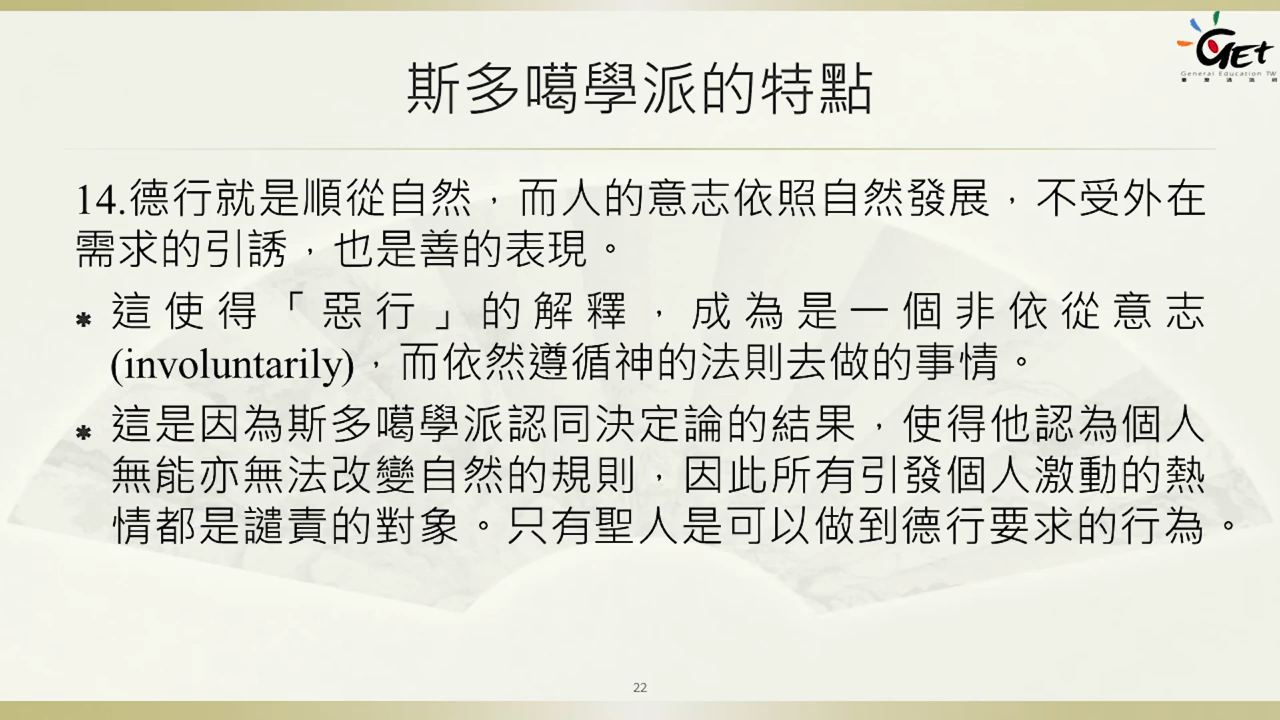 GET
General Education TW
斯多噶學派的特點
14.德行就是順從自然，而人的意志依照自然發展，不受外在
需求的引誘，也是善的表現。
* 這使得「惡行」的解釋，成為是一個非依從意志
(involuntarily)，而依然遵循神的法則去做的事情。
* 這是因為斯多噶學派認同決定論的結果，使得他認為個人
無能亦無法改變自然的規則，因此所有引發個人激動的熱
情都是譴責的對象。只有聖人是可以做到德行要求的行為。
22